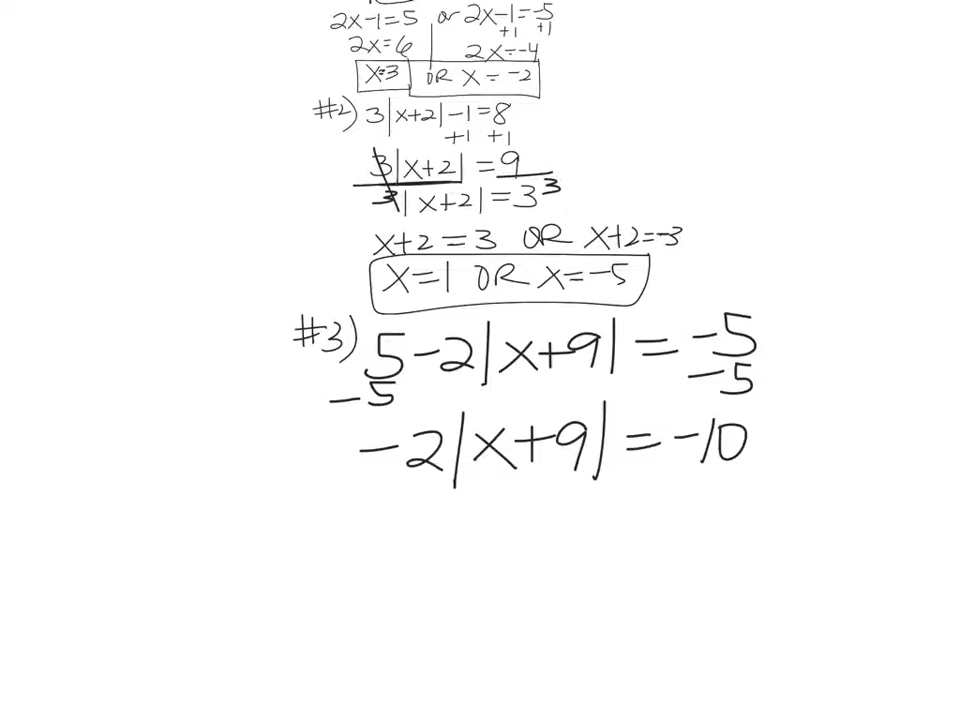 2x-1=5 or 2x-1=-5
+1 +1
2x=6 2x=-4
x=3 OR x = -2
#2) 3|x+2|-1=8
+1 +1
3|x+2| = 9
3 3
|x+2|=3
x+2=3 OR x+2=-3
x=1 OR x=-5
#3) 5-2|x+9|=-5
-5 -5
-2|x+9|=-10